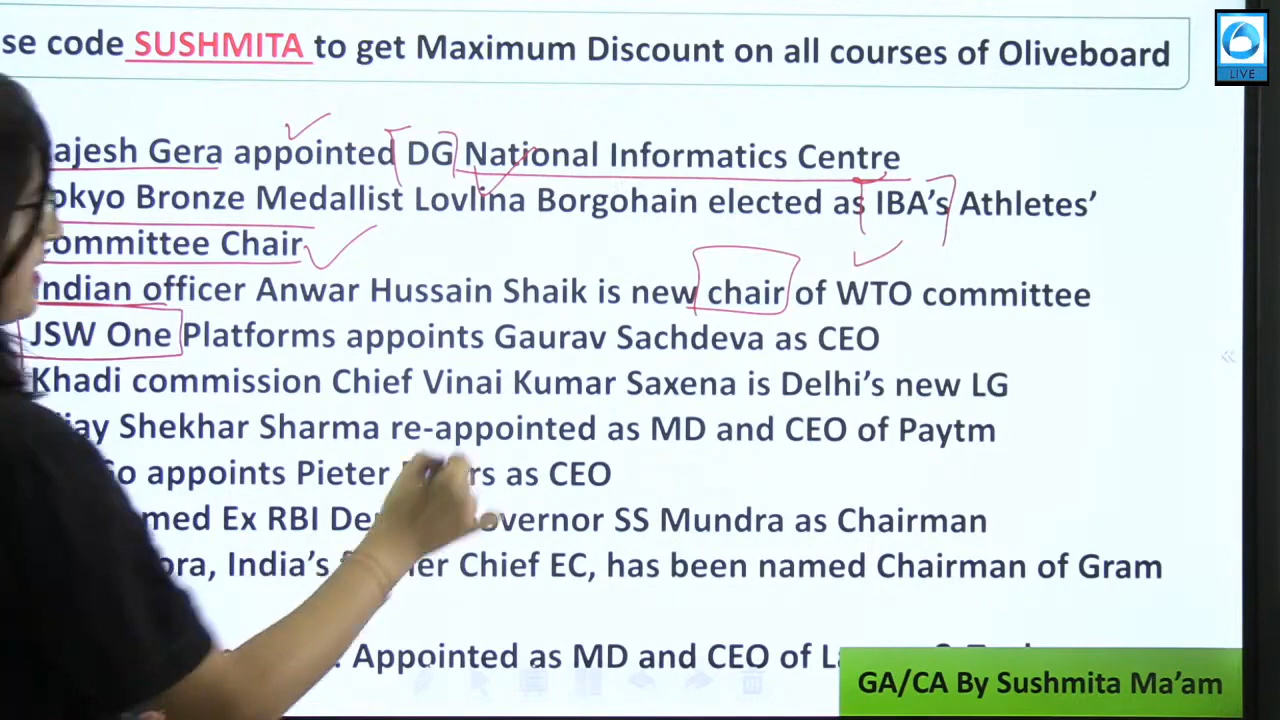 se code SUSHMITA to get Maximum Discount on all courses of Oliveboard
LIVE
ajesh Gera appointed DG National Informatics Centre
okyo Bronze Medallist Lovlina Borgohain elected as IBA's Athletes'
ommittee Chair
Indian officer Anwar Hussain Shaik is new chair of WTO committee
JSW One Platforms appoints Gaurav Sachdeva as CEO
Khadi commission Chief Vinai Kumar Saxena is Delhi's new LG
jay Shekhar Sharma re-appointed as MD and CEO of Paytm
Go appoints Pieter as CEO
med Ex RBI overnor SS Mundra as Chairman
ora, India's Chief EC, has been named Chairman of Gram
Appointed as MD and CEO of
GA/CA By Sushmita Ma'am